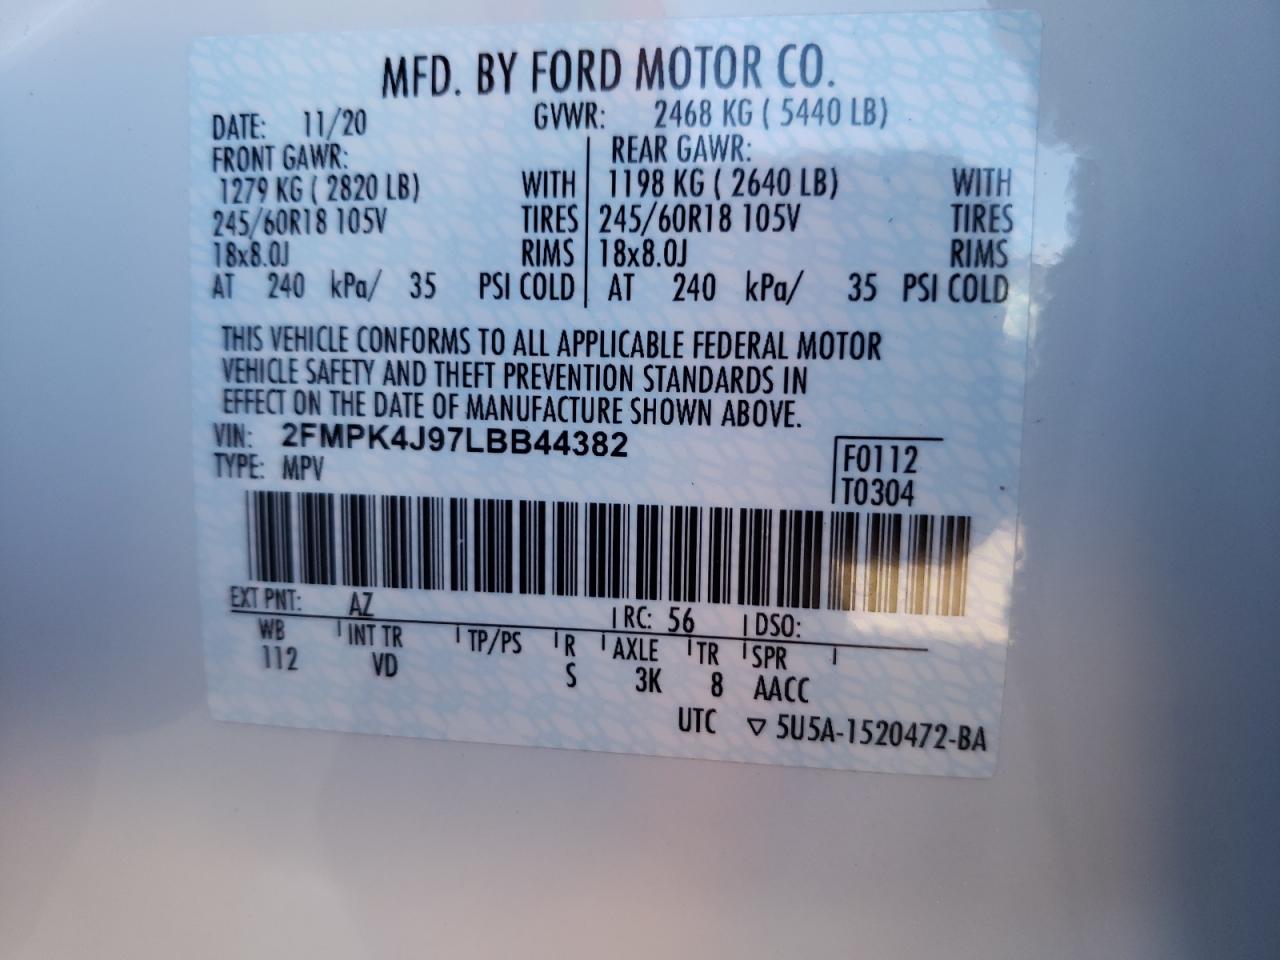 MFD. BY FORD MOTOR CO.
DATE: 11/20 GVWR: 2468 KG ( 5440 LB)
FRONT GAWR: REAR GAWR:
1279 KG ( 2820 LB) WITH 1198 KG ( 2640 LB) WITH
245/60R18 105V TIRES 245/60R18 105V TIRES
18x8.0J RIMS 18x8.0J RIMS
AT 240 kPa/ 35 PSI COLD AT 240 kPa/ 35 PSI COLD
THIS VEHICLE CONFORMS TO ALL APPLICABLE FEDERAL MOTOR
VEHICLE SAFETY AND THEFT PREVENTION STANDARDS IN
EFFECT ON THE DATE OF MANUFACTURE SHOWN ABOVE.
VIN: 2FMPK4J97LBB44382
TYPE: MPV
F0112
T0304
EXT PNT: AZ RC: 56 DSO:
WB INT TR TP/PS R AXLE TR SPR
112 VD S 3K 8 AACC
UTC ▽ 5U5A-1520472-BA